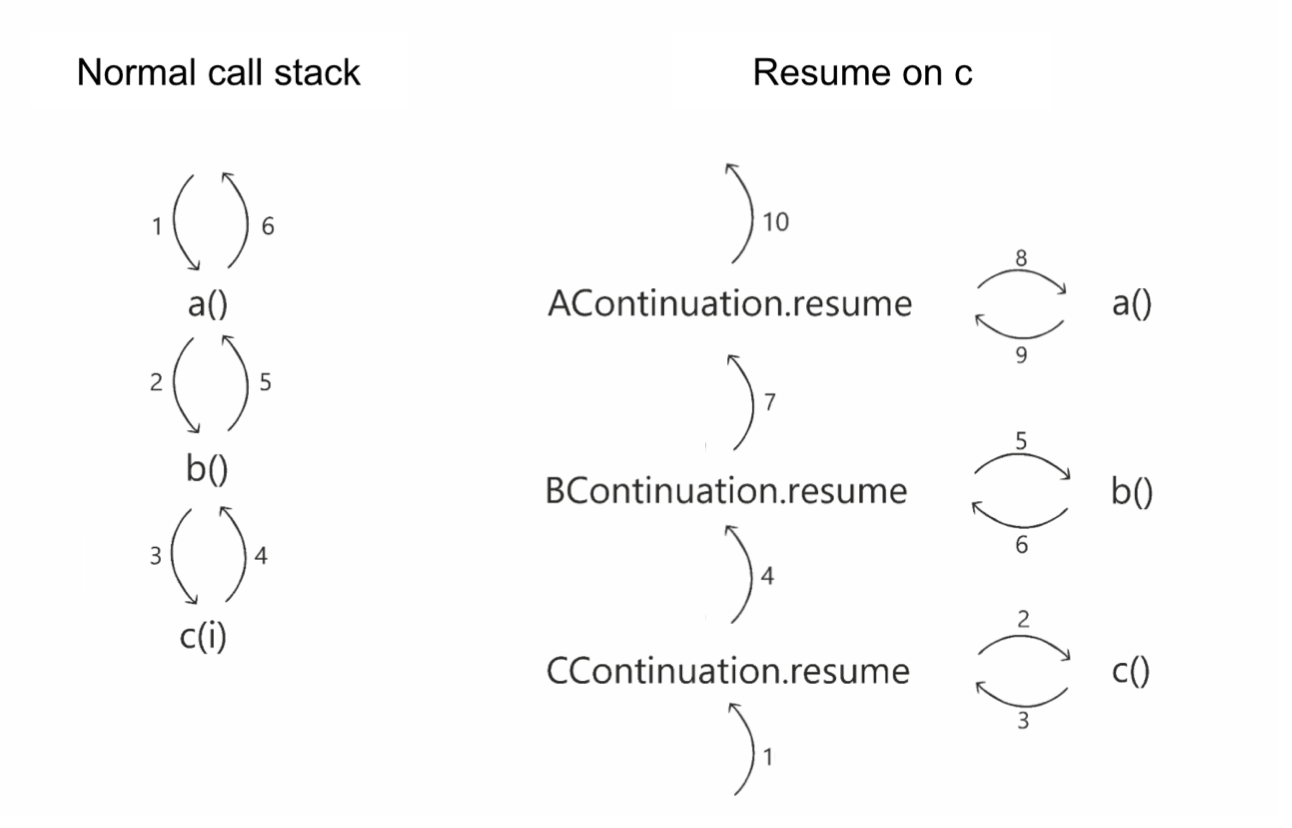 Normal call stack
1
6
a()
2
5
b()
3
4
c(i)
Resume on c
10
AContinuation.resume
8
9
a()
7
BContinuation.resume
5
6
b()
4
CContinuation.resume
2
3
c()
1